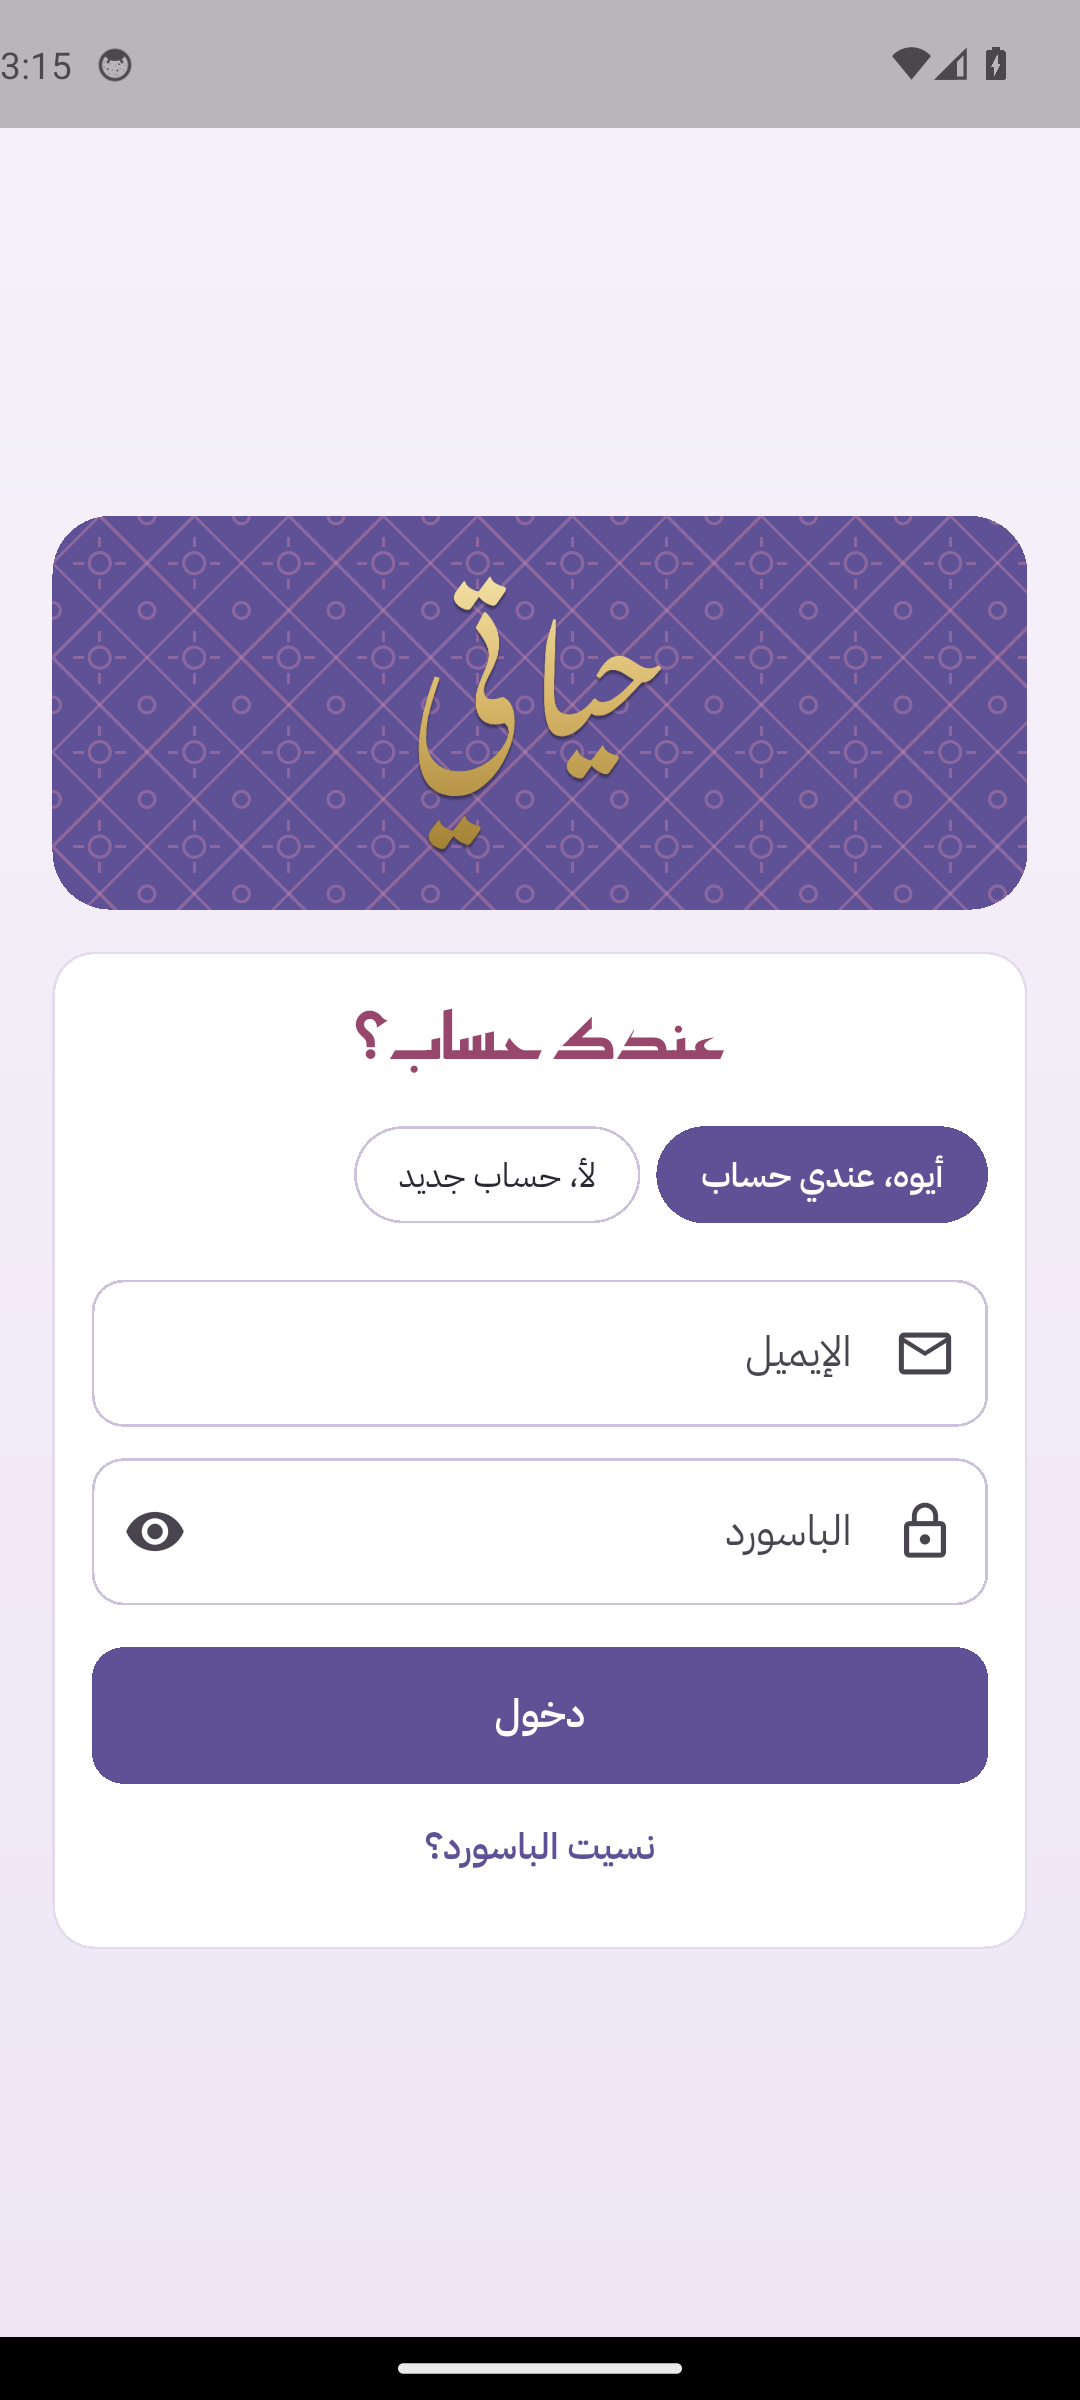 3:15
حياتي
عندك حساب؟
أيوه، عندي حساب
لأ، حساب جديد
الإيميل
الباسورد
دخول
نسيت الباسورد؟